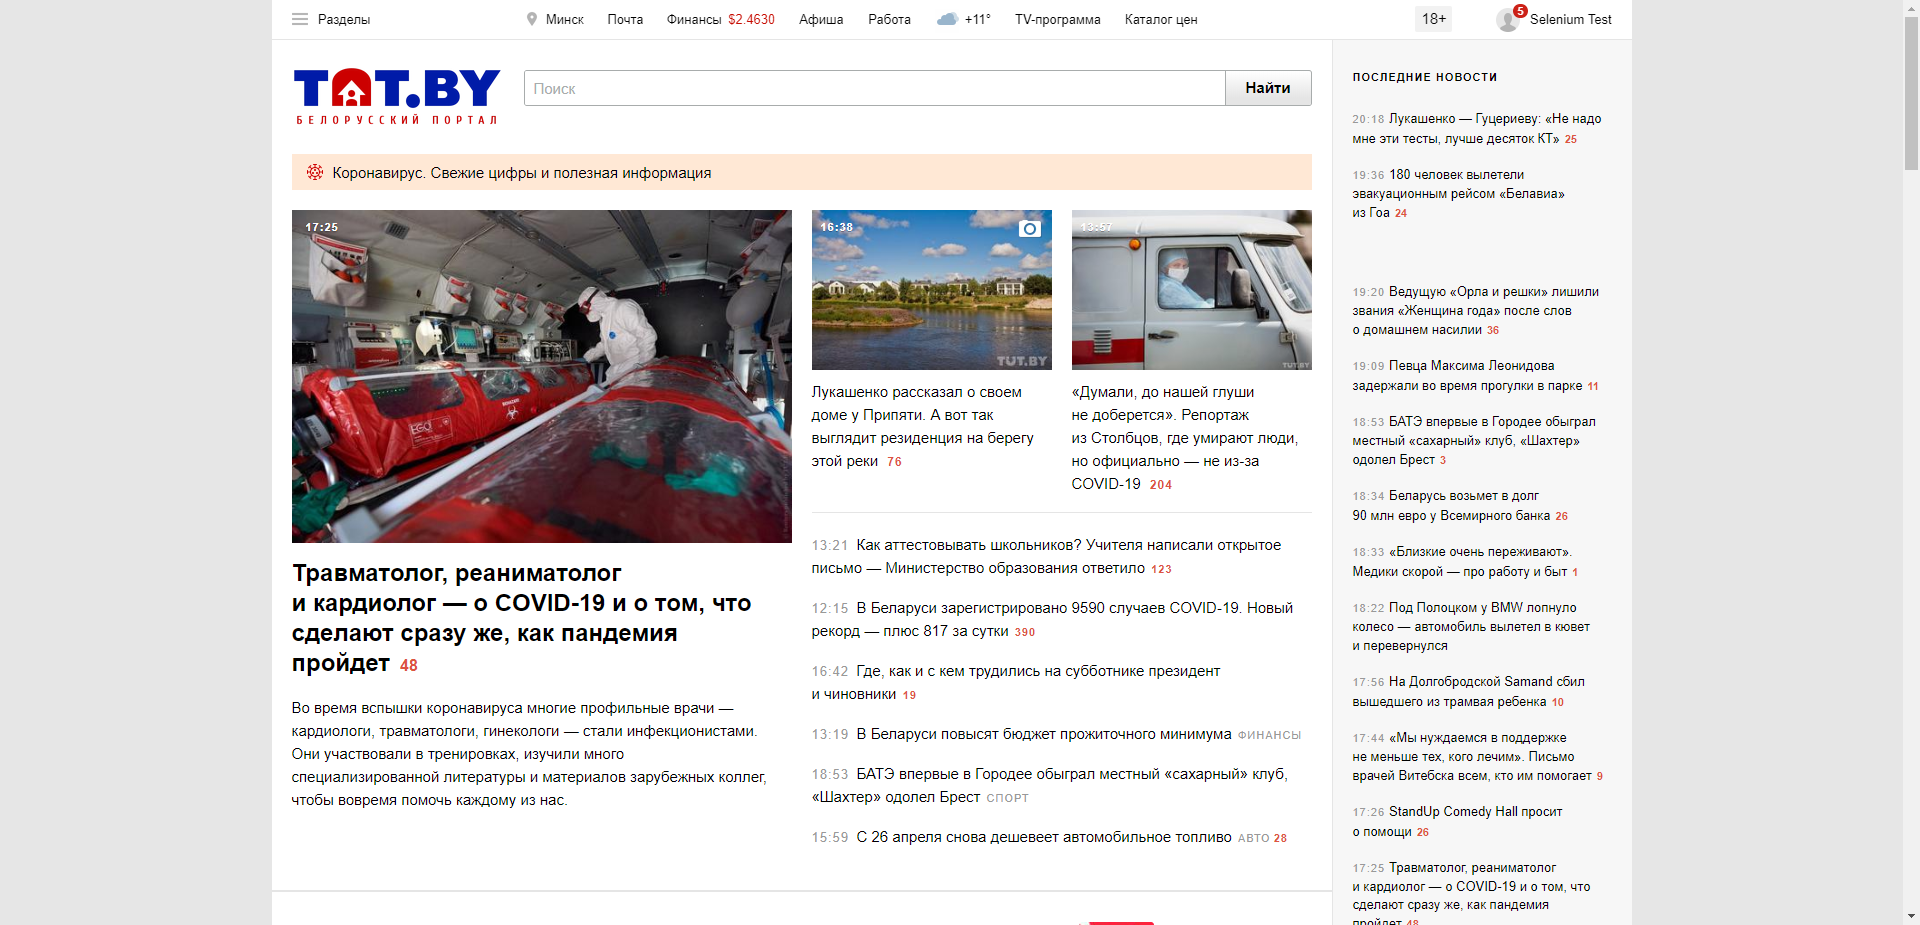 Разделы
Минск
Почта
Финансы $2.4630
Афиша
Работа
+11°
TV-программа
Каталог цен
18+
5
Selenium Test
TUT.BY
БЕЛОРУССКИЙ ПОРТАЛ
Поиск
Найти
Коронавирус. Свежие цифры и полезная информация
17:25
EGO
Травматолог, реаниматолог
и кардиолог — о COVID-19 и о том, что
сделают сразу же, как пандемия
пройдет 48
Во время вспышки коронавируса многие профильные врачи —
кардиологи, травматологи, гинекологи — стали инфекционистами.
Они участвовали в тренировках, изучили много
специализированной литературы и материалов зарубежных коллег,
чтобы вовремя помочь каждому из нас.
16:38
TUT.BY
Лукашенко рассказал о своем
доме у Припяти. А вот так
выглядит резиденция на берегу
этой реки 76
13:57
TUT.BY
«Думали, до нашей глуши
не доберется». Репортаж
из Столбцов, где умирают люди,
но официально — не из-за
COVID-19 204
13:21 Как аттестовывать школьников? Учителя написали открытое
письмо — Министерство образования ответило 123
12:15 В Беларуси зарегистрировано 9590 случаев COVID-19. Новый
рекорд — плюс 817 за сутки 390
16:42 Где, как и с кем трудились на субботнике президент
и чиновники 19
13:19 В Беларуси повысят бюджет прожиточного минимума ФИНАНСЫ
18:53 БАТЭ впервые в Городее обыграл местный «сахарный» клуб,
«Шахтер» одолел Брест СПОРТ
15:59 С 26 апреля снова дешевеет автомобильное топливо АВТО 28
ПОСЛЕДНИЕ НОВОСТИ
20:18 Лукашенко — Гуцериеву: «Не надо
мне эти тесты, лучше десяток КТ» 25
19:36 180 человек вылетели
эвакуационным рейсом «Белавиа»
из Гоа 24
19:20 Ведущую «Орла и решки» лишили
звания «Женщина года» после слов
о домашнем насилии 36
19:09 Певца Максима Леонидова
задержали во время прогулки в парке 11
18:53 БАТЭ впервые в Городее обыграл
местный «сахарный» клуб, «Шахтер»
одолел Брест 3
18:34 Беларусь возьмет в долг
90 млн евро у Всемирного банка 26
18:33 «Близкие очень переживают».
Медики скорой — про работу и быт 1
18:22 Под Полоцком у BMW лопнуло
колесо — автомобиль вылетел в кювет
и перевернулся
17:56 На Долгобродской Samand сбил
вышедшего из трамвая ребенка 10
17:44 «Мы нуждаемся в поддержке
не меньше тех, кого лечим». Письмо
врачей Витебска всем, кто им помогает 9
17:26 StandUp Comedy Hall просит
о помощи 26
17:25 Травматолог, реаниматолог
и кардиолог — о COVID-19 и о том, что
сделают сразу же, как пандемия
пройдет 48